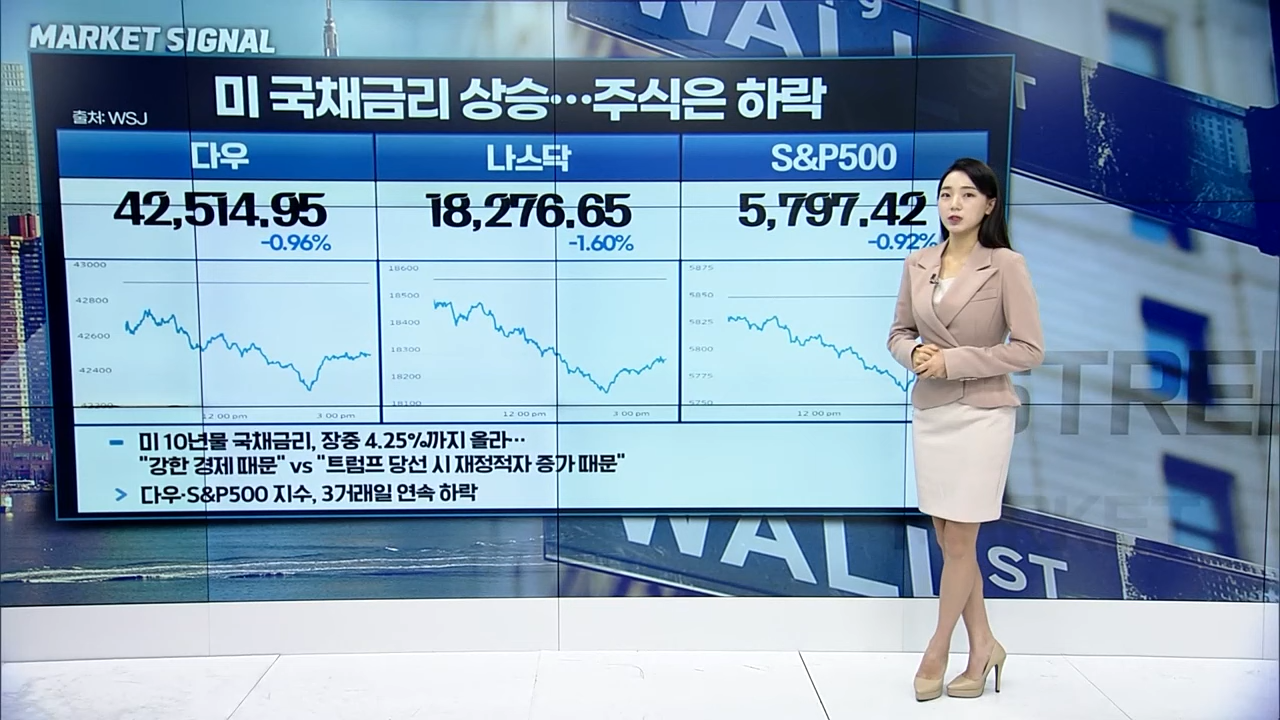 MARKET SIGNAL
미 국채금리 상승…주식은 하락
출처: WSJ
다우
나스닥
S&P500
42,514.95
18,276.65
5,797.42
-0.96%
-1.60%
-0.92%
43000
42800
42600
42400
42200
12:00 pm
3:00 pm
18600
18500
18400
18300
18200
18100
12:00 pm
3:00 pm
5875
5850
5825
5800
5775
5750
12:00 pm
미 10년물 국채금리, 장중 4.25%까지 올라…
"강한 경제 때문" vs "트럼프 당선 시 재정적자 증가 때문"
> 다우·S&P500 지수, 3거래일 연속 하락
WALL ST
WALL ST
STRE